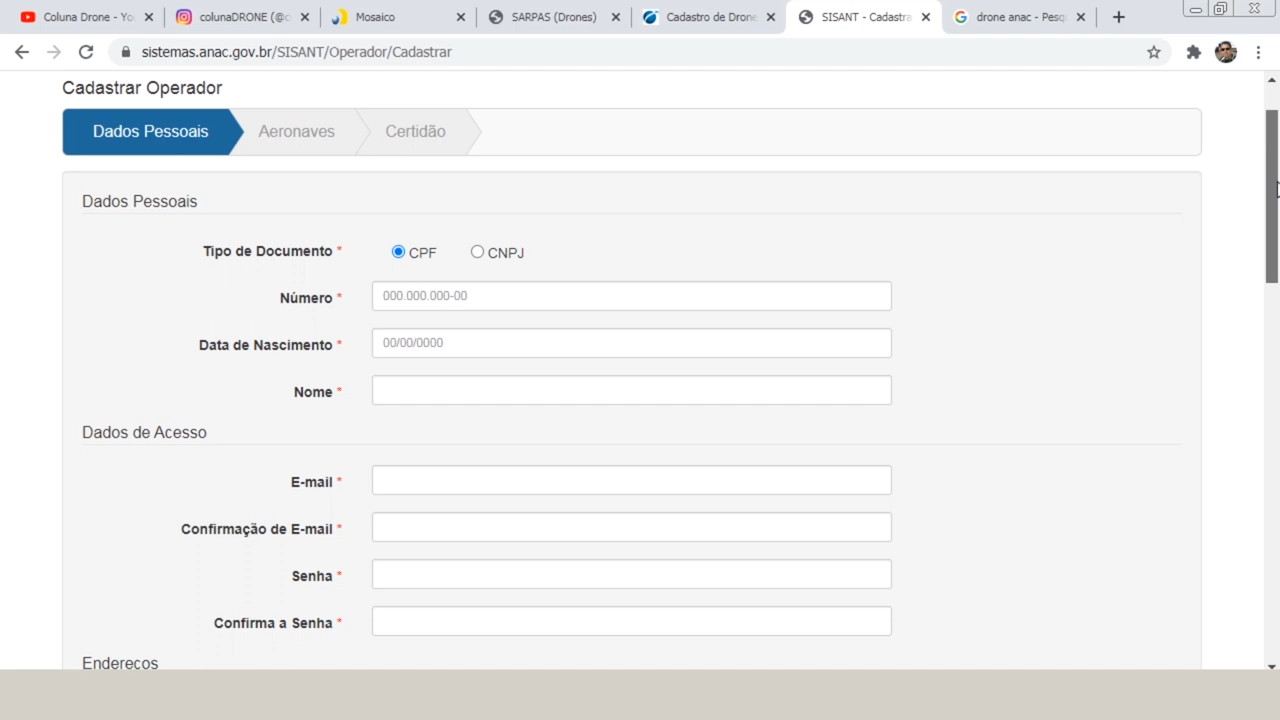 Coluna Drone - Yo
colunaDRONE (@c
Mosaico
SARPAS (Drones)
Cadastro de Drone
SISANT - Cadastra
drone anac - Pesq
sistemas.anac.gov.br/SISANT/Operador/Cadastrar
Cadastrar Operador
Dados Pessoais
Aeronaves
Certidão
Dados Pessoais
Tipo de Documento * CPF CNPJ
Número * 000.000.000-00
Data de Nascimento * 00/00/0000
Nome *
Dados de Acesso
E-mail *
Confirmação de E-mail *
Senha *
Confirma a Senha *
Endereços